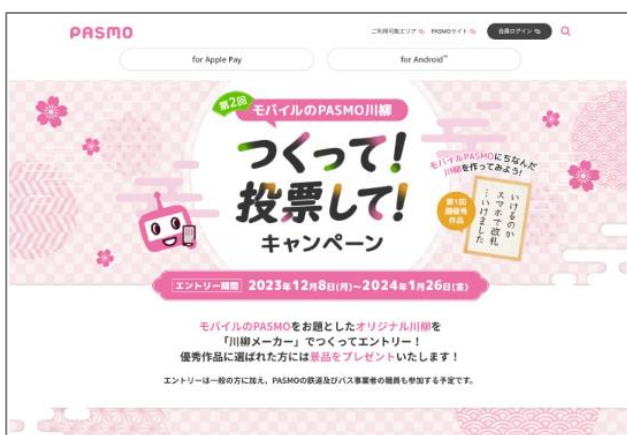 PASMO
ご利用可能エリア
PASMOサイト
会員ログイン
for Apple Pay
for Android™
第2回
モバイルのPASMO川柳
つくって!
投票して!
キャンペーン
モバイルPASMOにちなんだ
川柳を作ってみよう!
第1回
最優秀
作品
いけるのか
スマホで改札
…いけました
エントリー期間 2023年12月8日(月)～2024年1月26日(金)
モバイルのPASMOをお題としたオリジナル川柳を
「川柳メーカー」でつくってエントリー！
優秀作品に選ばれた方には景品をプレゼントいたします！
エントリーは一般の方に加え、PASMOの鉄道及びバス事業者の職員も参加する予定です。